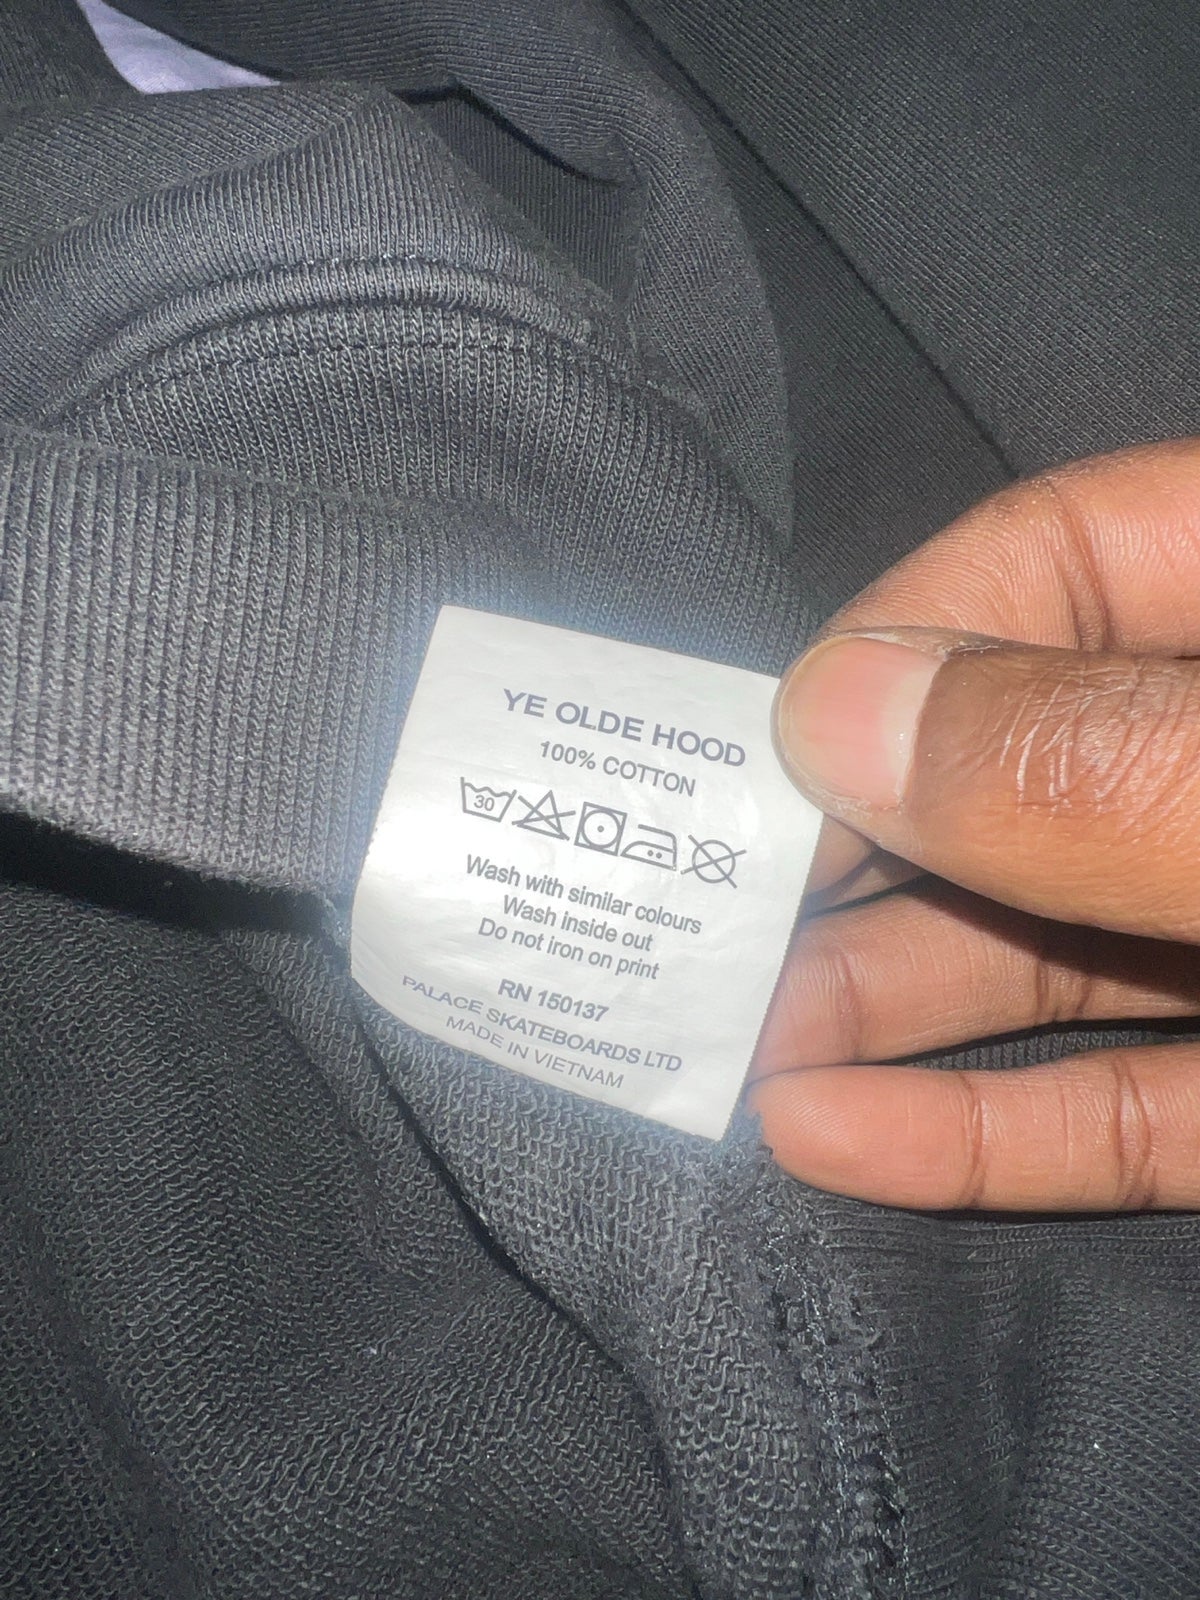 YE OLDE HOOD
100% COTTON
30
Wash with similar colours
Wash inside out
Do not iron on print
RN 150137
PALACE SKATEBOARDS LTD
MADE IN VIETNAM